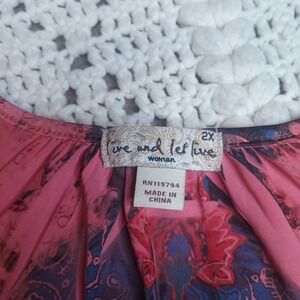 2X
live and let live
woman
RN119794
MADE IN
CHINA